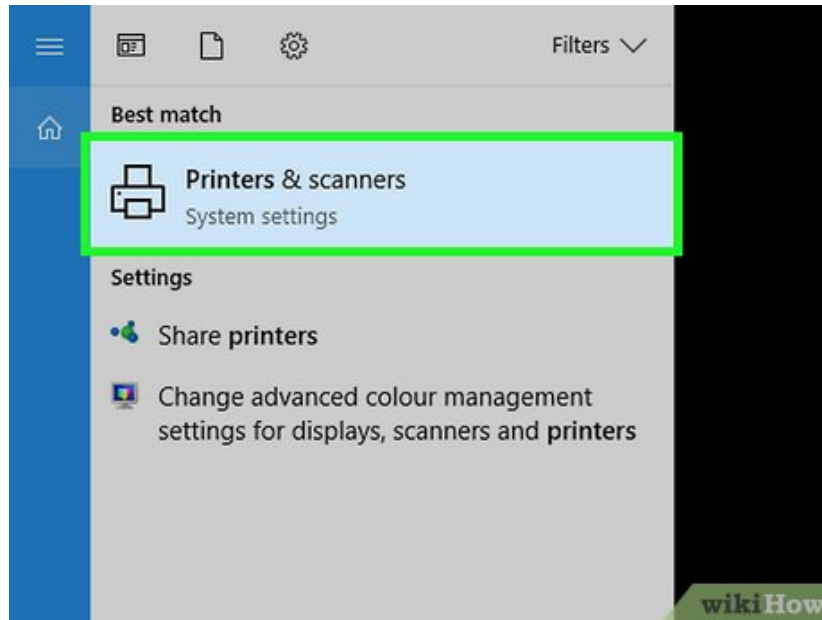 Filters
Best match
Printers & scanners
System settings
Settings
Share printers
Change advanced colour management
settings for displays, scanners and printers
wikiHow